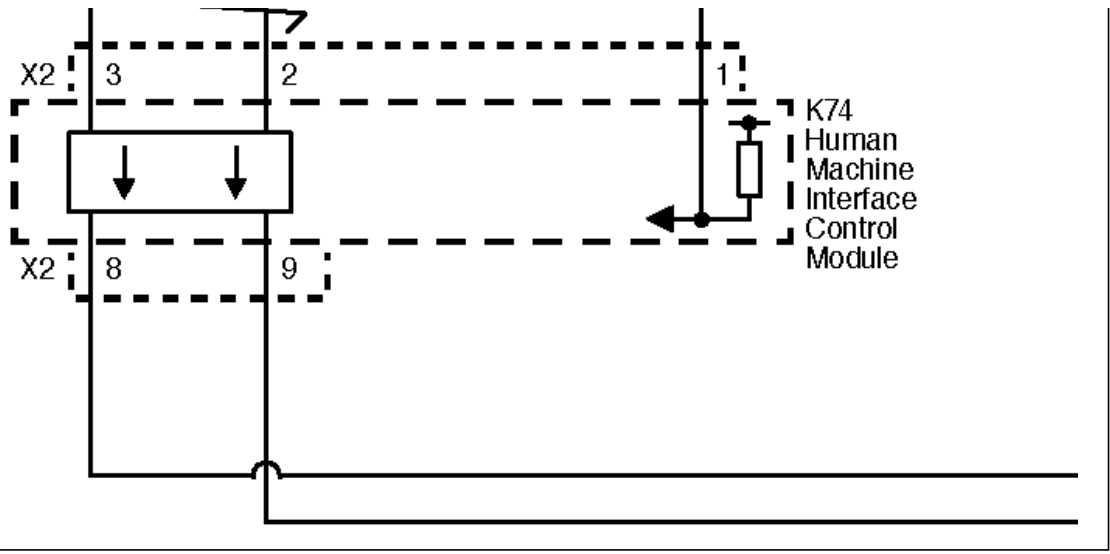 X2 3 2 1
K74
Human
Machine
Interface
Control
Module
X2 8 9